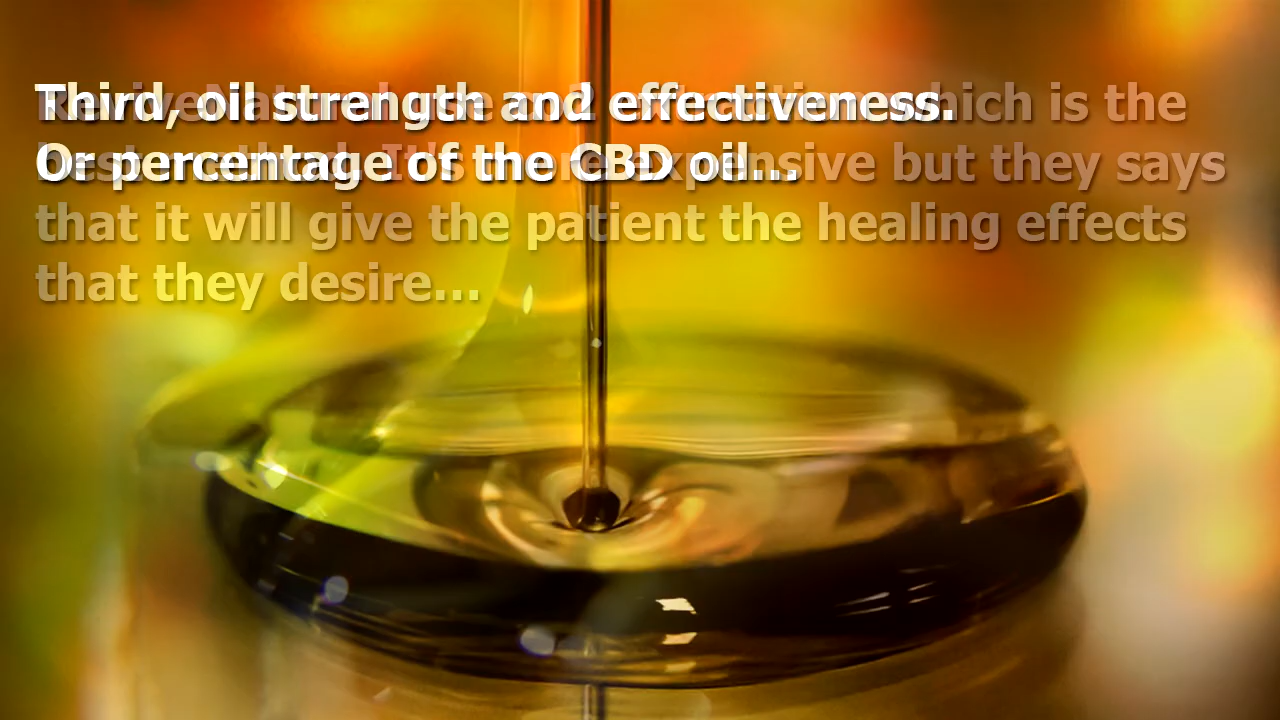 Third, oil strength and effectiveness.
Or percentage of the CBD oil...
which is the
expensive but they says
that it will give the patient the healing effects
that they desire...